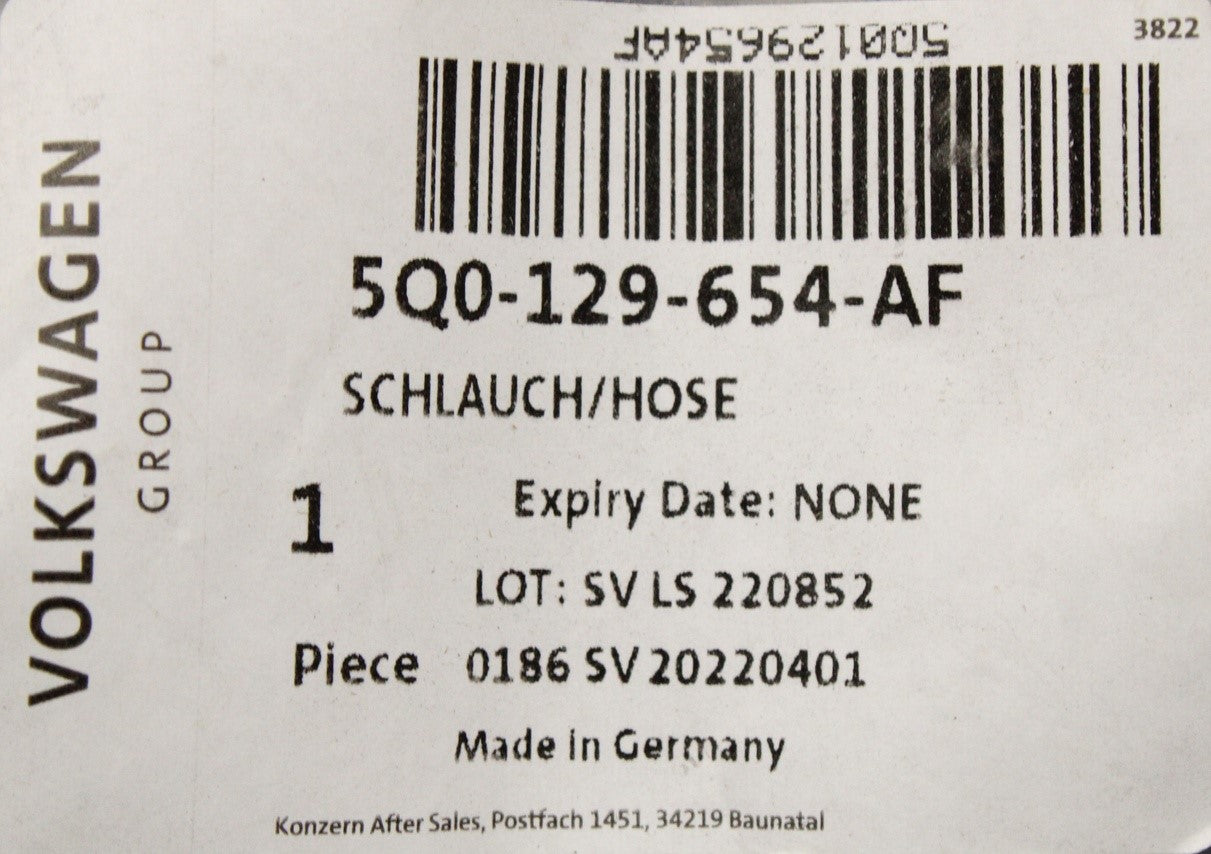 3822
5Q0129654AF
5Q0-129-654-AF
SCHLAUCH/HOSE
1
Expiry Date: NONE
LOT: SV LS 220852
Piece 0186 SV 20220401
Made in Germany
Konzern After Sales, Postfach 1451, 34219 Baunatal
VOLKSWAGEN
GROUP